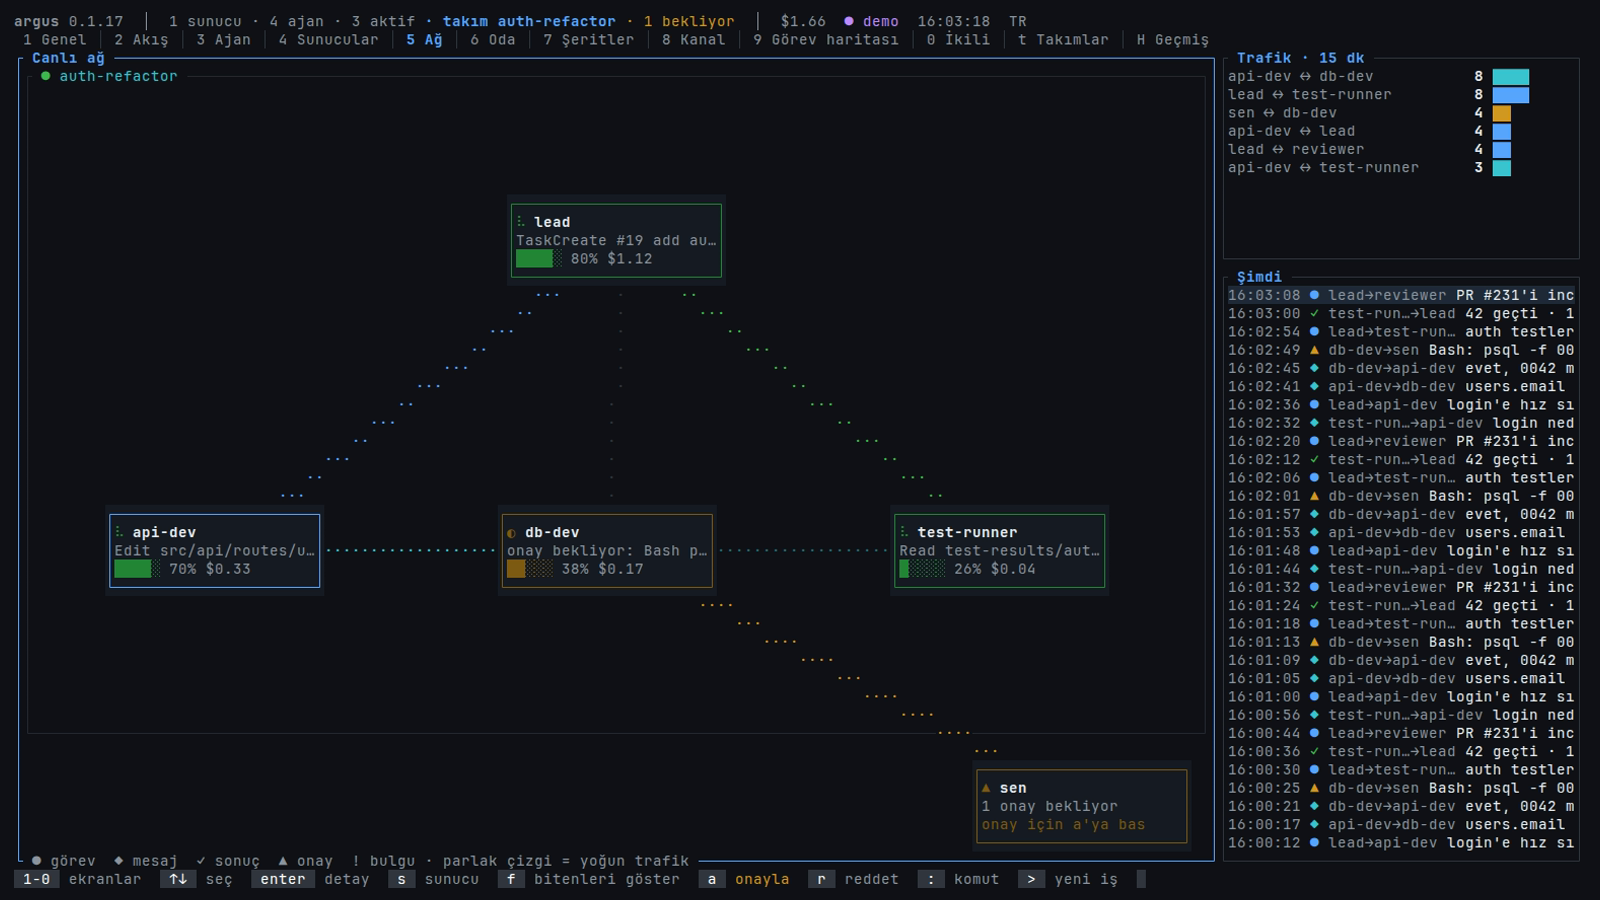 argus 0.1.17 │ 1 sunucu · 4 ajan · 3 aktif · takım auth-refactor · 1 bekliyor │ $1.66 ● demo 16:03:18 TR
1 Genel │ 2 Akış │ 3 Ajan │ 4 Sunucular │ 5 Ağ │ 6 Oda │ 7 Şeritler │ 8 Kanal │ 9 Görev haritası │ 0 İkili │ t Takımlar │ H Geçmiş
Canlı ağ
● auth-refactor
lead
TaskCreate #19 add au…
80% $1.12
api-dev
Edit src/api/routes/u…
70% $0.33
◐ db-dev
onay bekliyor: Bash p…
38% $0.17
test-runner
Read test-results/aut…
26% $0.04
▲ sen
1 onay bekliyor
onay için a'ya bas
● görev ◆ mesaj ✓ sonuç ▲ onay ! bulgu · parlak çizgi = yoğun trafik
Trafik · 15 dk
api-dev ↔ db-dev 8
lead ↔ test-runner 8
sen ↔ db-dev 4
api-dev ↔ lead 4
lead ↔ reviewer 4
api-dev ↔ test-runner 3
Şimdi
16:03:08 ● lead→reviewer PR #231'i inc
16:03:00 ✓ test-run…→lead 42 geçti · 1
16:02:54 ● lead→test-run… auth testler
16:02:49 ▲ db-dev→sen Bash: psql -f 00
16:02:45 ◆ db-dev→api-dev evet, 0042 m
16:02:41 ◆ api-dev→db-dev users.email
16:02:36 ● lead→api-dev login'e hız sı
16:02:32 ◆ test-run…→api-dev login ned
16:02:20 ● lead→reviewer PR #231'i inc
16:02:12 ✓ test-run…→lead 42 geçti · 1
16:02:06 ● lead→test-run… auth testler
16:02:01 ▲ db-dev→sen Bash: psql -f 00
16:01:57 ◆ db-dev→api-dev evet, 0042 m
16:01:53 ◆ api-dev→db-dev users.email
16:01:48 ● lead→api-dev login'e hız sı
16:01:44 ◆ test-run…→api-dev login ned
16:01:32 ● lead→reviewer PR #231'i inc
16:01:24 ✓ test-run…→lead 42 geçti · 1
16:01:18 ● lead→test-run… auth testler
16:01:13 ▲ db-dev→sen Bash: psql -f 00
16:01:09 ◆ db-dev→api-dev evet, 0042 m
16:01:05 ◆ api-dev→db-dev users.email
16:01:00 ● lead→api-dev login'e hız sı
16:00:56 ◆ test-run…→api-dev login ned
16:00:44 ● lead→reviewer PR #231'i inc
16:00:36 ✓ test-run…→lead 42 geçti · 1
16:00:30 ● lead→test-run… auth testler
16:00:25 ▲ db-dev→sen Bash: psql -f 00
16:00:21 ◆ db-dev→api-dev evet, 0042 m
16:00:17 ◆ api-dev→db-dev users.email
16:00:12 ● lead→api-dev login'e hız sı
1-0 ekranlar ↑↓ seç enter detay s sunucu f bitenleri göster a onayla r reddet : komut > yeni iş